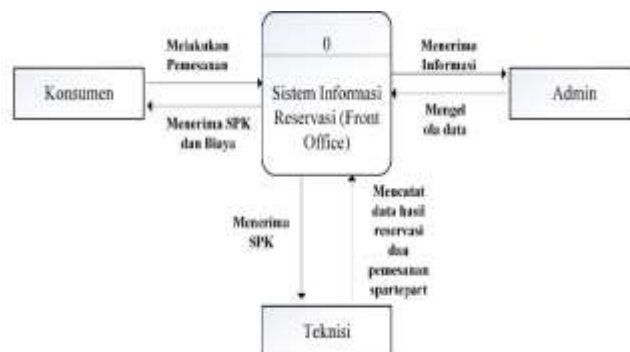 0
Melakukan
Pemesanan
Menerima
Informasi
Konsumen
Sistem Informasi
Reservasi (Front
Office)
Admin
Menerima SPK
dan Biaya
Mengel
ola data
Menerima
SPK
Mencatat
data hasil
reservasi
dan
pemesanan
spartepart
Teknisi